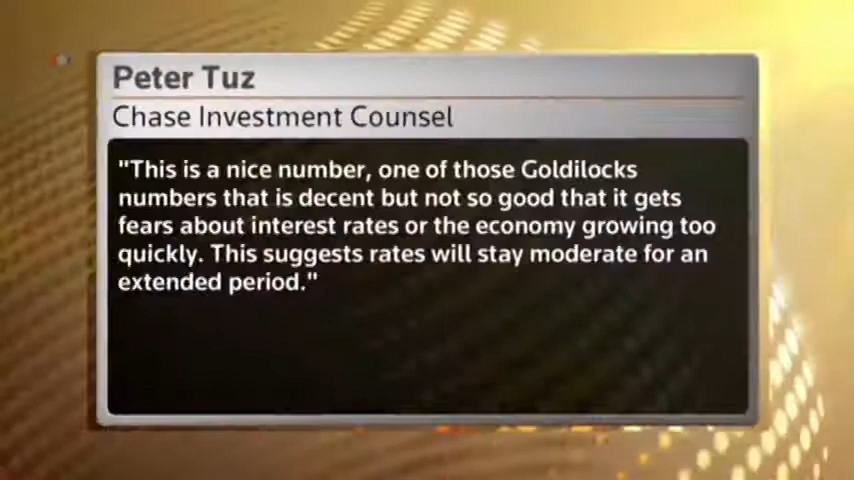 Peter Tuz
Chase Investment Counsel
"This is a nice number, one of those Goldilocks
numbers that is decent but not so good that it gets
fears about interest rates or the economy growing too
quickly. This suggests rates will stay moderate for an
extended period."